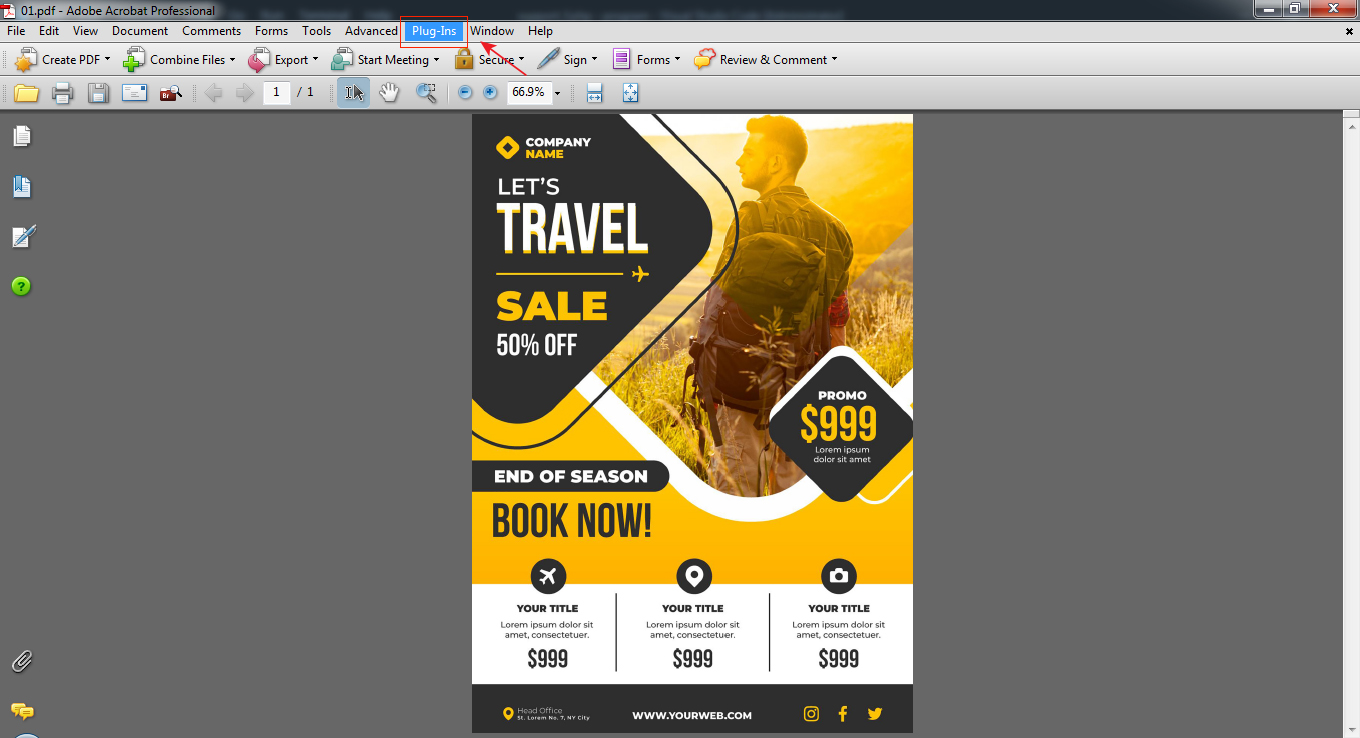 01.pdf - Adobe Acrobat Professional
File Edit View Document Comments Forms Tools Advanced Plug-Ins Window Help
Create PDF Combine Files Export Start Meeting Secure Sign Forms Review & Comment
Br 1 / 1 66.9%
?
COMPANY
NAME
LET'S
TRAVEL
SALE
50% OFF
PROMO
$999
Lorem ipsum
dolor sit amet
END OF SEASON
BOOK NOW!
YOUR TITLE YOUR TITLE YOUR TITLE
Lorem ipsum dolor sit Lorem ipsum dolor sit Lorem ipsum dolor sit
amet, consectetuer. amet, consectetuer. amet, consectetuer.
$999 $999 $999
Head Office
St. Lorem No. 7, NY City
WWW.YOURWEB.COM